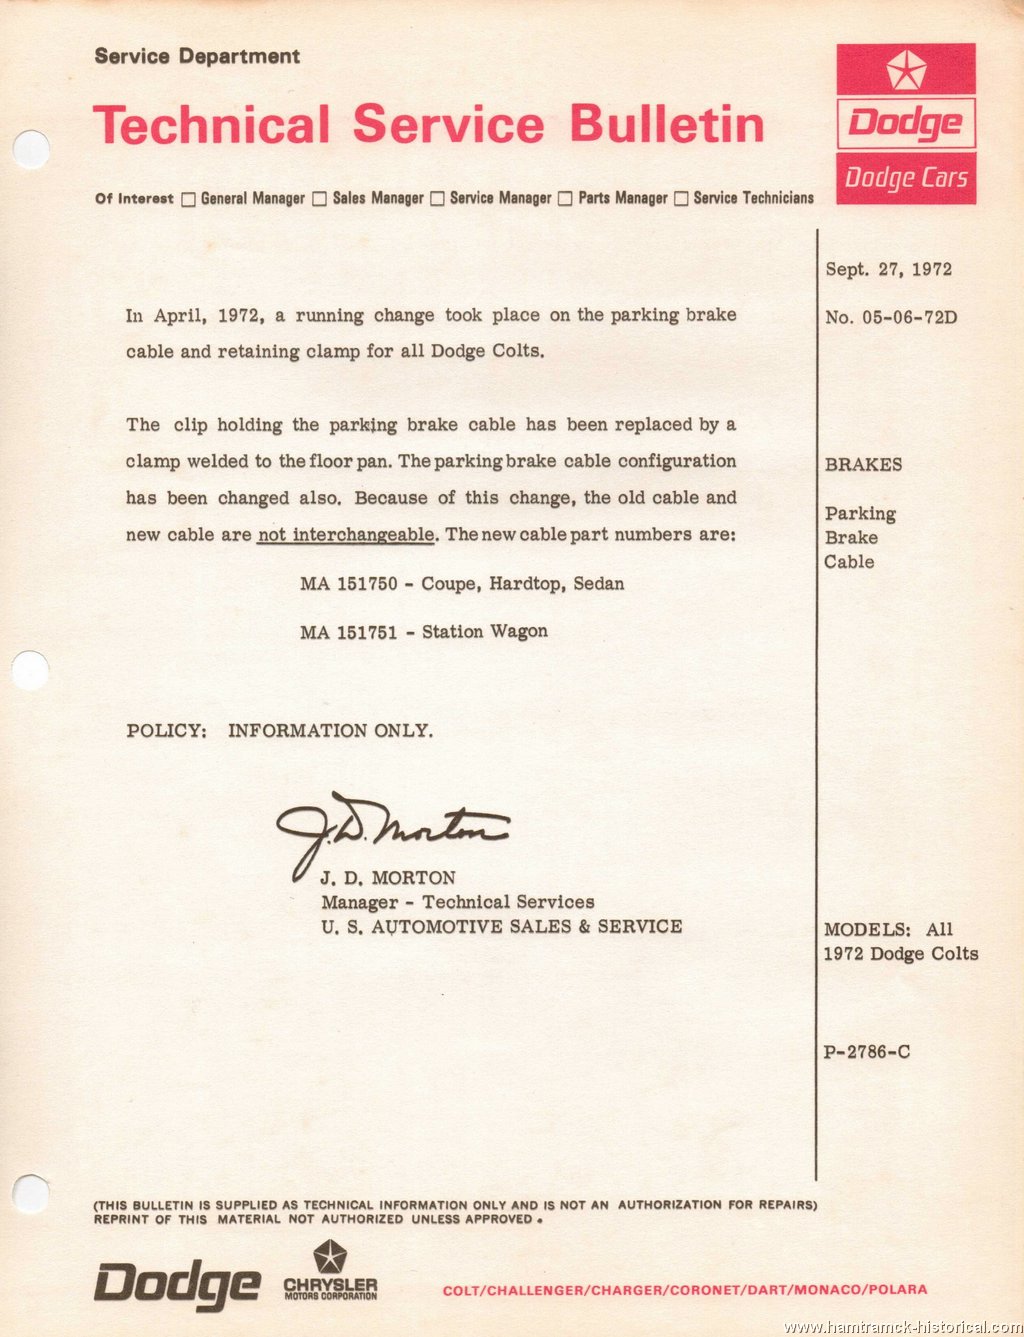 Service Department
Technical Service Bulletin
Dodge
Dodge Cars
Of Interest General Manager Sales Manager Service Manager Parts Manager Service Technicians
Sept. 27, 1972
In April, 1972, a running change took place on the parking brake
No. 05-06-72D
cable and retaining clamp for all Dodge Colts.
The clip holding the parking brake cable has been replaced by a
clamp welded to the floor pan. The parking brake cable configuration
has been changed also. Because of this change, the old cable and
new cable are not interchangeable. The new cable part numbers are:
MA 151750 - Coupe, Hardtop, Sedan
MA 151751 - Station Wagon
BRAKES
Parking
Brake
Cable
POLICY: INFORMATION ONLY.
J. D. Morton
J. D. MORTON
Manager - Technical Services
U. S. AUTOMOTIVE SALES & SERVICE
MODELS: All
1972 Dodge Colts
P-2786-C
(THIS BULLETIN IS SUPPLIED AS TECHNICAL INFORMATION ONLY AND IS NOT AN AUTHORIZATION FOR REPAIRS)
REPRINT OF THIS MATERIAL NOT AUTHORIZED UNLESS APPROVED.
Dodge
CHRYSLER
MOTORS CORPORATION
COLT/CHALLENGER/CHARGER/CORONET/DART/MONACO/POLARA
www.hamtramck-historical.com